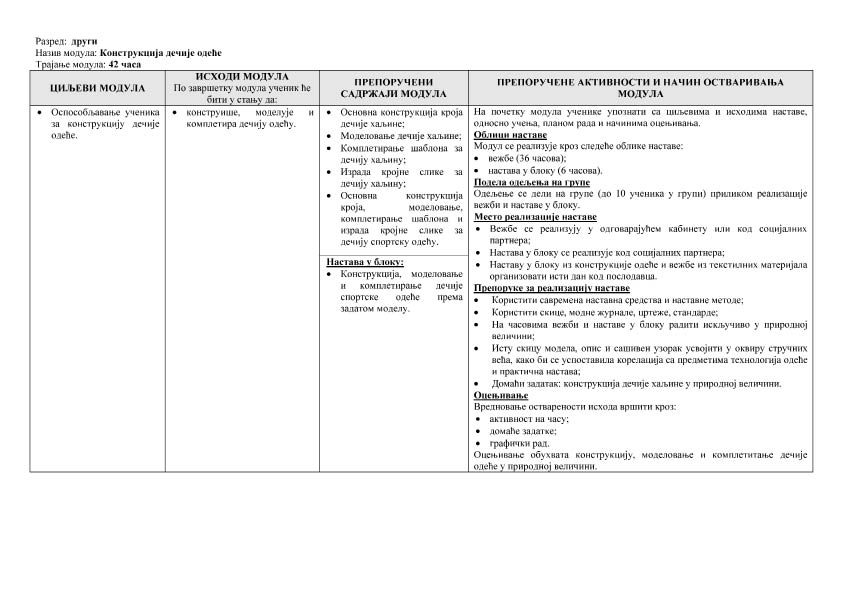 Разред: други
Назив модула: Конструкција дечије одеће
Трајање модула: 42 часа
ЦИЉЕВИ МОДУЛА
ИСХОДИ МОДУЛА
По завршетку модула ученик ће
бити у стању да:
ПРЕПОРУЧЕНИ
САДРЖАЈИ МОДУЛА
ПРЕПОРУЧЕНЕ АКТИВНОСТИ И НАЧИН ОСТВАРИВАЊА
МОДУЛА
• Оспособљавање ученика
за конструкцију дечије
одеће.
• конструише, моделује и
комплетира дечију одећу.
• Основна конструкција кроја
дечије хаљине;
• Моделовање дечије хаљине;
• Комплетирање шаблона за
дечију хаљину;
• Израда кројне слике за
дечију хаљину;
• Основна конструкција
кроја, моделовање,
комплетирање шаблона и
израда кројне слике за
дечију спортску одећу.
Настава у блоку:
• Конструкција, моделовање
и комплетирање дечије
спортске одеће према
задатом моделу.
На почетку модула ученике упознати са циљевима и исходима наставе,
односно учења, планом рада и начинима оцењивања.
Облици наставе
Модул се реализује кроз следеће облике наставе:
• вежбе (36 часова);
• настава у блоку (6 часова).
Подела одељења на групе
Одељење се дели на групе (до 10 ученика у групи) приликом реализације
вежби и наставе у блоку.
Место реализације наставе
• Вежбе се реализују у одговарајућем кабинету или код социјалних
партнера;
• Настава у блоку се реализује код социјалних партнера;
• Наставу у блоку из конструкције одеће и вежбе из текстилних материјала
организовати исти дан код послодавца.
Препоруке за реализацију наставе
• Користити савремена наставна средства и наставне методе;
• Користити скице, модне журнале, цртеже, стандарде;
• На часовима вежби и наставе у блоку радити искључиво у природној
величини;
• Исту скицу модела, опис и сашивен узорак усвојити у оквиру стручних
већа, како би се успоставила корелација са предметима технологија одеће
и практична настава;
• Домаћи задатак: конструкција дечије хаљине у природној величини.
Оцењивање
Вредновање остварености исхода вршити кроз:
• активност на часу;
• домаће задатке;
• графички рад.
Оцењивање обухвата конструкцију, моделовање и комплетитање дечије
одеће у природној величини.